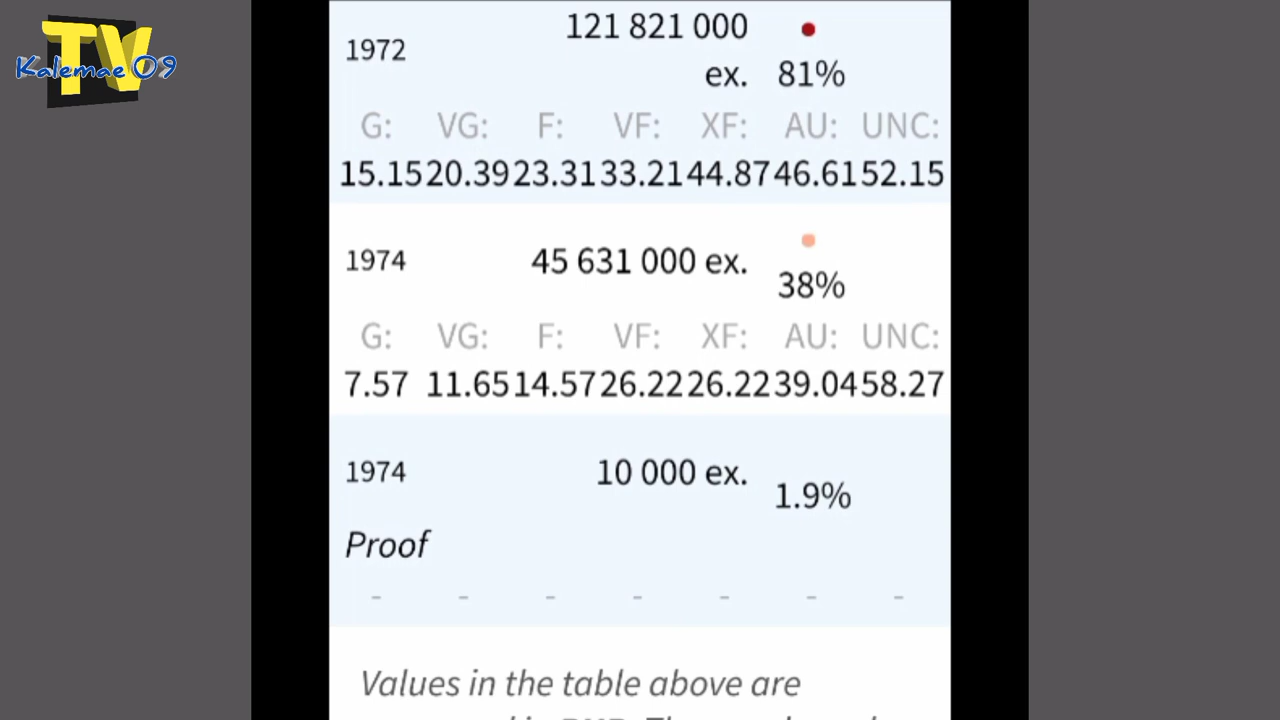 TV
Kalemae 09
121 821 000
1972
ex. 81%
G: VG: F: VF: XF: AU: UNC:
15.15 20.39 23.31 33.21 44.87 46.61 52.15
1974 45 631 000 ex.
38%
G: VG: F: VF: XF: AU: UNC:
7.57 11.65 14.57 26.22 26.22 39.04 58.27
1974 10 000 ex.
1.9%
Proof
- - - - - - -
Values in the table above are